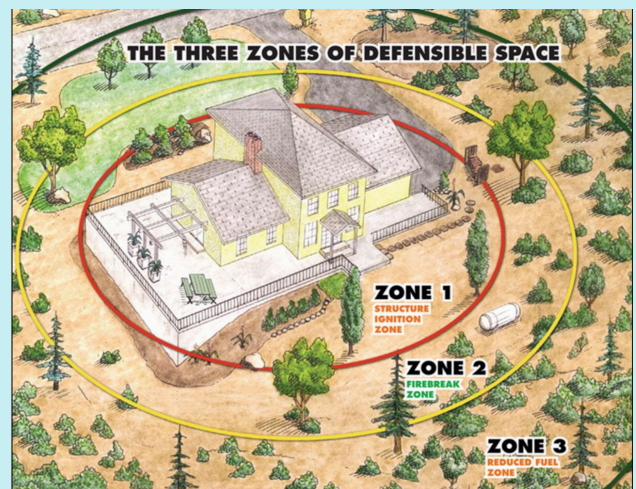 THE THREE ZONES OF DEFENSIBLE SPACE
ZONE 1
STRUCTURE
IGNITION
ZONE
ZONE 2
FIREBREAK
ZONE
ZONE 3
REDUCED FUEL
ZONE